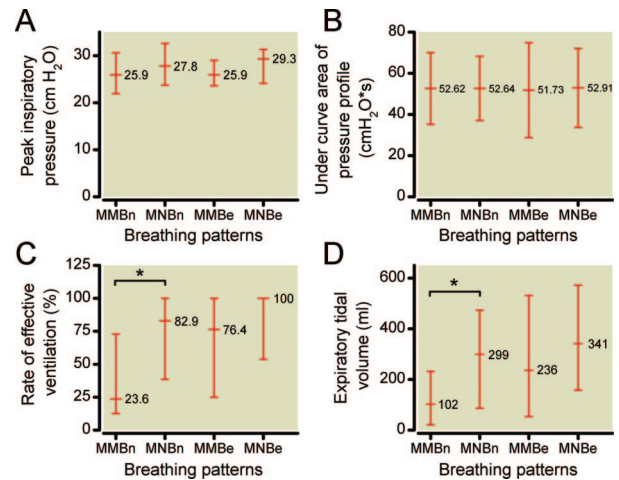 A
Peak inspiratory
pressure (cm H₂O)
30
20
10
0
25.9
27.8
25.9
29.3
MMBn MNBn MMBe MNBe
Breathing patterns
B
Under curve area of
pressure profile
(cmH₂O*s)
80
60
40
20
0
52.62
52.64
51.73
52.91
MMBn MNBn MMBe MNBe
Breathing patterns
C
Rate of effective
ventilation (%)
125
100
75
50
25
0
*
23.6
82.9
76.4
100
MMBn MNBn MMBe MNBe
Breathing patterns
D
Expiratory tidal
volume (ml)
600
400
200
0
*
102
299
236
341
MMBn MNBn MMBe MNBe
Breathing patterns